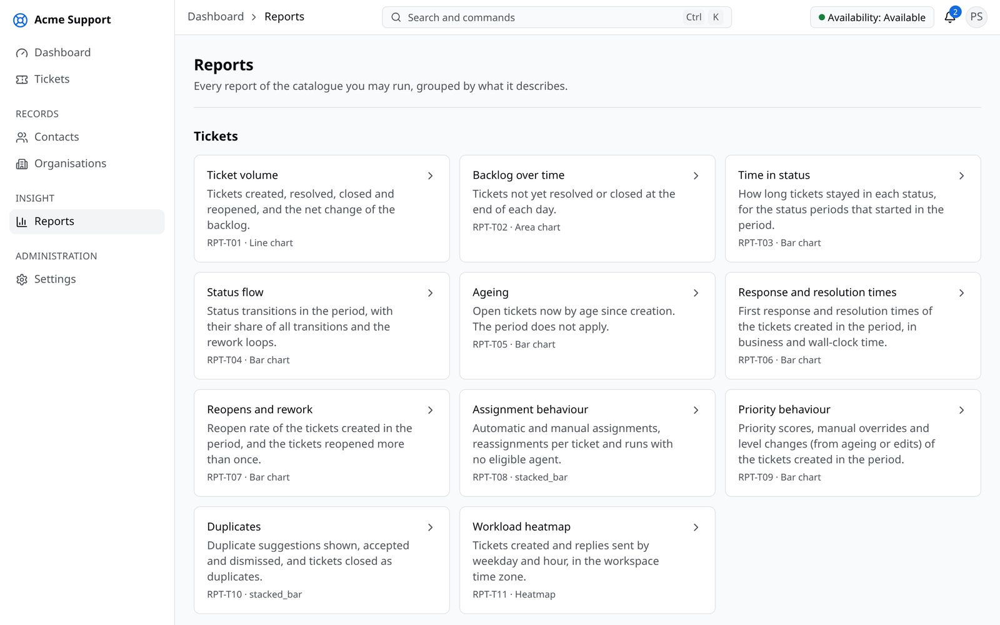 Acme Support
Dashboard
Tickets
RECORDS
Contacts
Organisations
INSIGHT
Reports
ADMINISTRATION
Settings
Dashboard > Reports
Search and commands
Ctrl K
Availability: Available
2
PS
Reports
Every report of the catalogue you may run, grouped by what it describes.
Tickets
Ticket volume
Tickets created, resolved, closed and
reopened, and the net change of the
backlog.
RPT-T01 · Line chart
Backlog over time
Tickets not yet resolved or closed at the
end of each day.
RPT-T02 · Area chart
Time in status
How long tickets stayed in each status,
for the status periods that started in the
period.
RPT-T03 · Bar chart
Status flow
Status transitions in the period, with
their share of all transitions and the
rework loops.
RPT-T04 · Bar chart
Ageing
Open tickets now by age since creation.
The period does not apply.
RPT-T05 · Bar chart
Response and resolution times
First response and resolution times of
the tickets created in the period, in
business and wall-clock time.
RPT-T06 · Bar chart
Reopens and rework
Reopen rate of the tickets created in the
period, and the tickets reopened more
than once.
RPT-T07 · Bar chart
Assignment behaviour
Automatic and manual assignments,
reassignments per ticket and runs with
no eligible agent.
RPT-T08 · stacked_bar
Priority behaviour
Priority scores, manual overrides and
level changes (from ageing or edits) of
the tickets created in the period.
RPT-T09 · Bar chart
Duplicates
Duplicate suggestions shown, accepted
and dismissed, and tickets closed as
duplicates.
RPT-T10 · stacked_bar
Workload heatmap
Tickets created and replies sent by
weekday and hour, in the workspace
time zone.
RPT-T11 · Heatmap